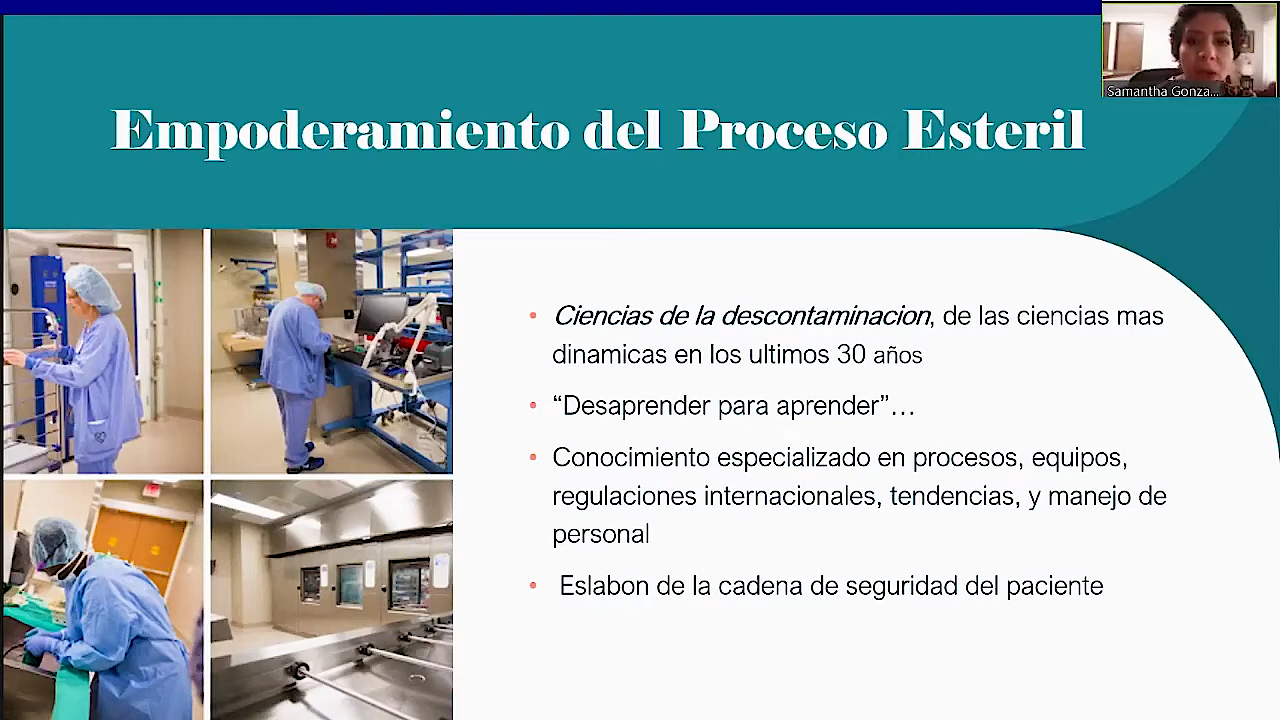 Samantha Gonza...
Empoderamiento del Proceso Esteril
• Ciencias de la descontaminacion, de las ciencias mas
dinamicas en los ultimos 30 años
• “Desaprender para aprender”…
• Conocimiento especializado en procesos, equipos,
regulaciones internacionales, tendencias, y manejo de
personal
• Eslabon de la cadena de seguridad del paciente